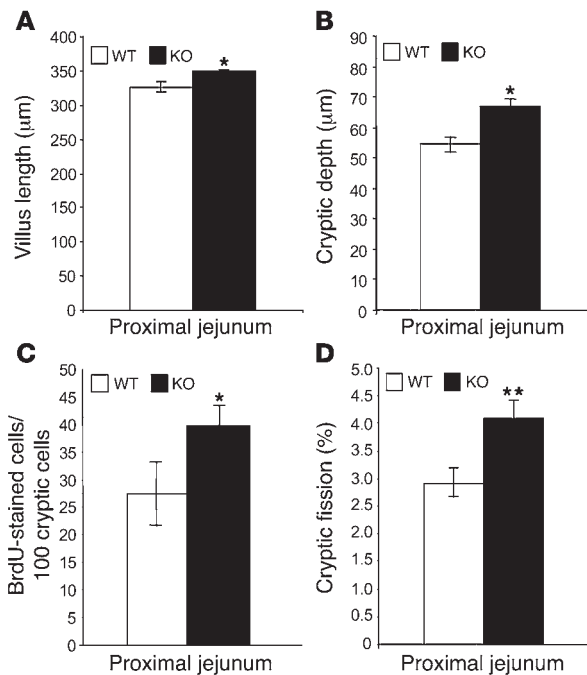 A
Villus length (μm)
400
350
300
250
200
150
100
50
0
WT KO
*
Proximal jejunum
B
Cryptic depth (μm)
90
80
70
60
50
40
30
20
10
0
WT KO
*
Proximal jejunum
C
BrdU-stained cells/
100 cryptic cells
50
45
40
35
30
25
20
15
10
5
0
WT KO
*
Proximal jejunum
D
Cryptic fission (%)
5.0
4.5
4.0
3.5
3.0
2.5
2.0
1.5
1.0
0.5
0
WT KO
**
Proximal jejunum